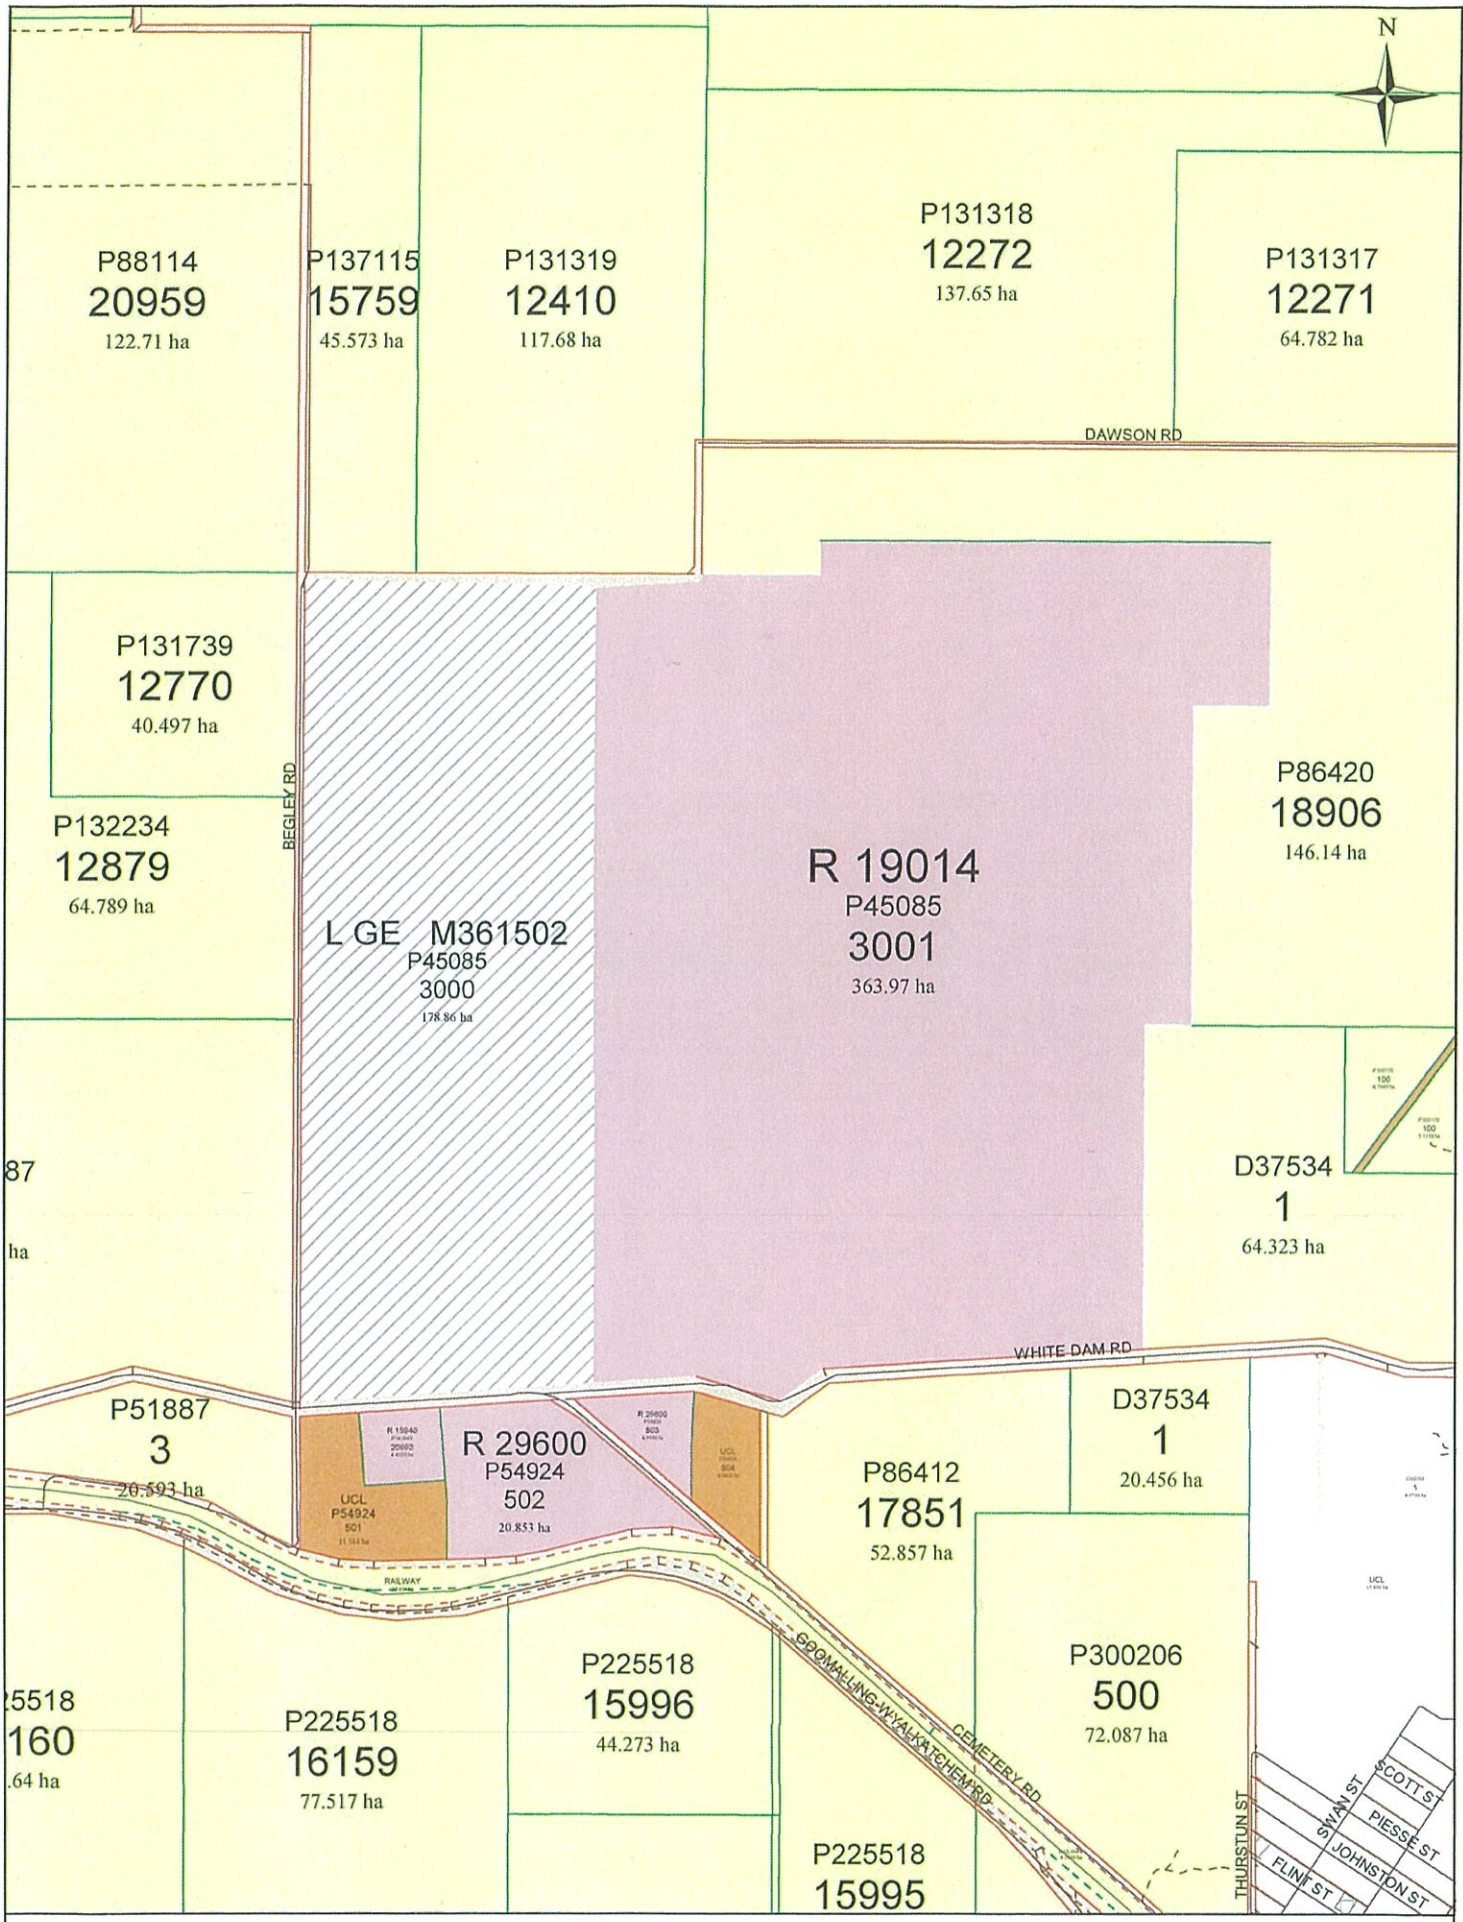 N
P131318
12272
137.65 ha
P88114
20959
122.71 ha
P137115
15759
45.573 ha
P131319
12410
117.68 ha
P131317
12271
64.782 ha
DAWSON RD
P131739
12770
40.497 ha
BEGLEY RD
P132234
12879
64.789 ha
P86420
18906
146.14 ha
R 19014
P45085
3001
363.97 ha
L GE M361502
P45085
3000
178.86 ha
100
100
87
ha
D37534
1
64.323 ha
WHITE DAM RD
P51887
3
20.593 ha
R 29600
P54924
502
20.853 ha
R 29600
503
UCL
504
UCL
P54924
501
D37534
1
20.456 ha
P86412
17851
52.857 ha
1
UCL
RAILWAY
P300206
500
72.087 ha
P225518
15996
44.273 ha
25518
160
.64 ha
P225518
16159
77.517 ha
GOOMALLING-WYALKATCHEM RD
CEMETERY RD
P225518
15995
THURSTUN ST
SWAN ST
SCOTT ST
PIESSE ST
JOHNSTON ST
FLINT ST